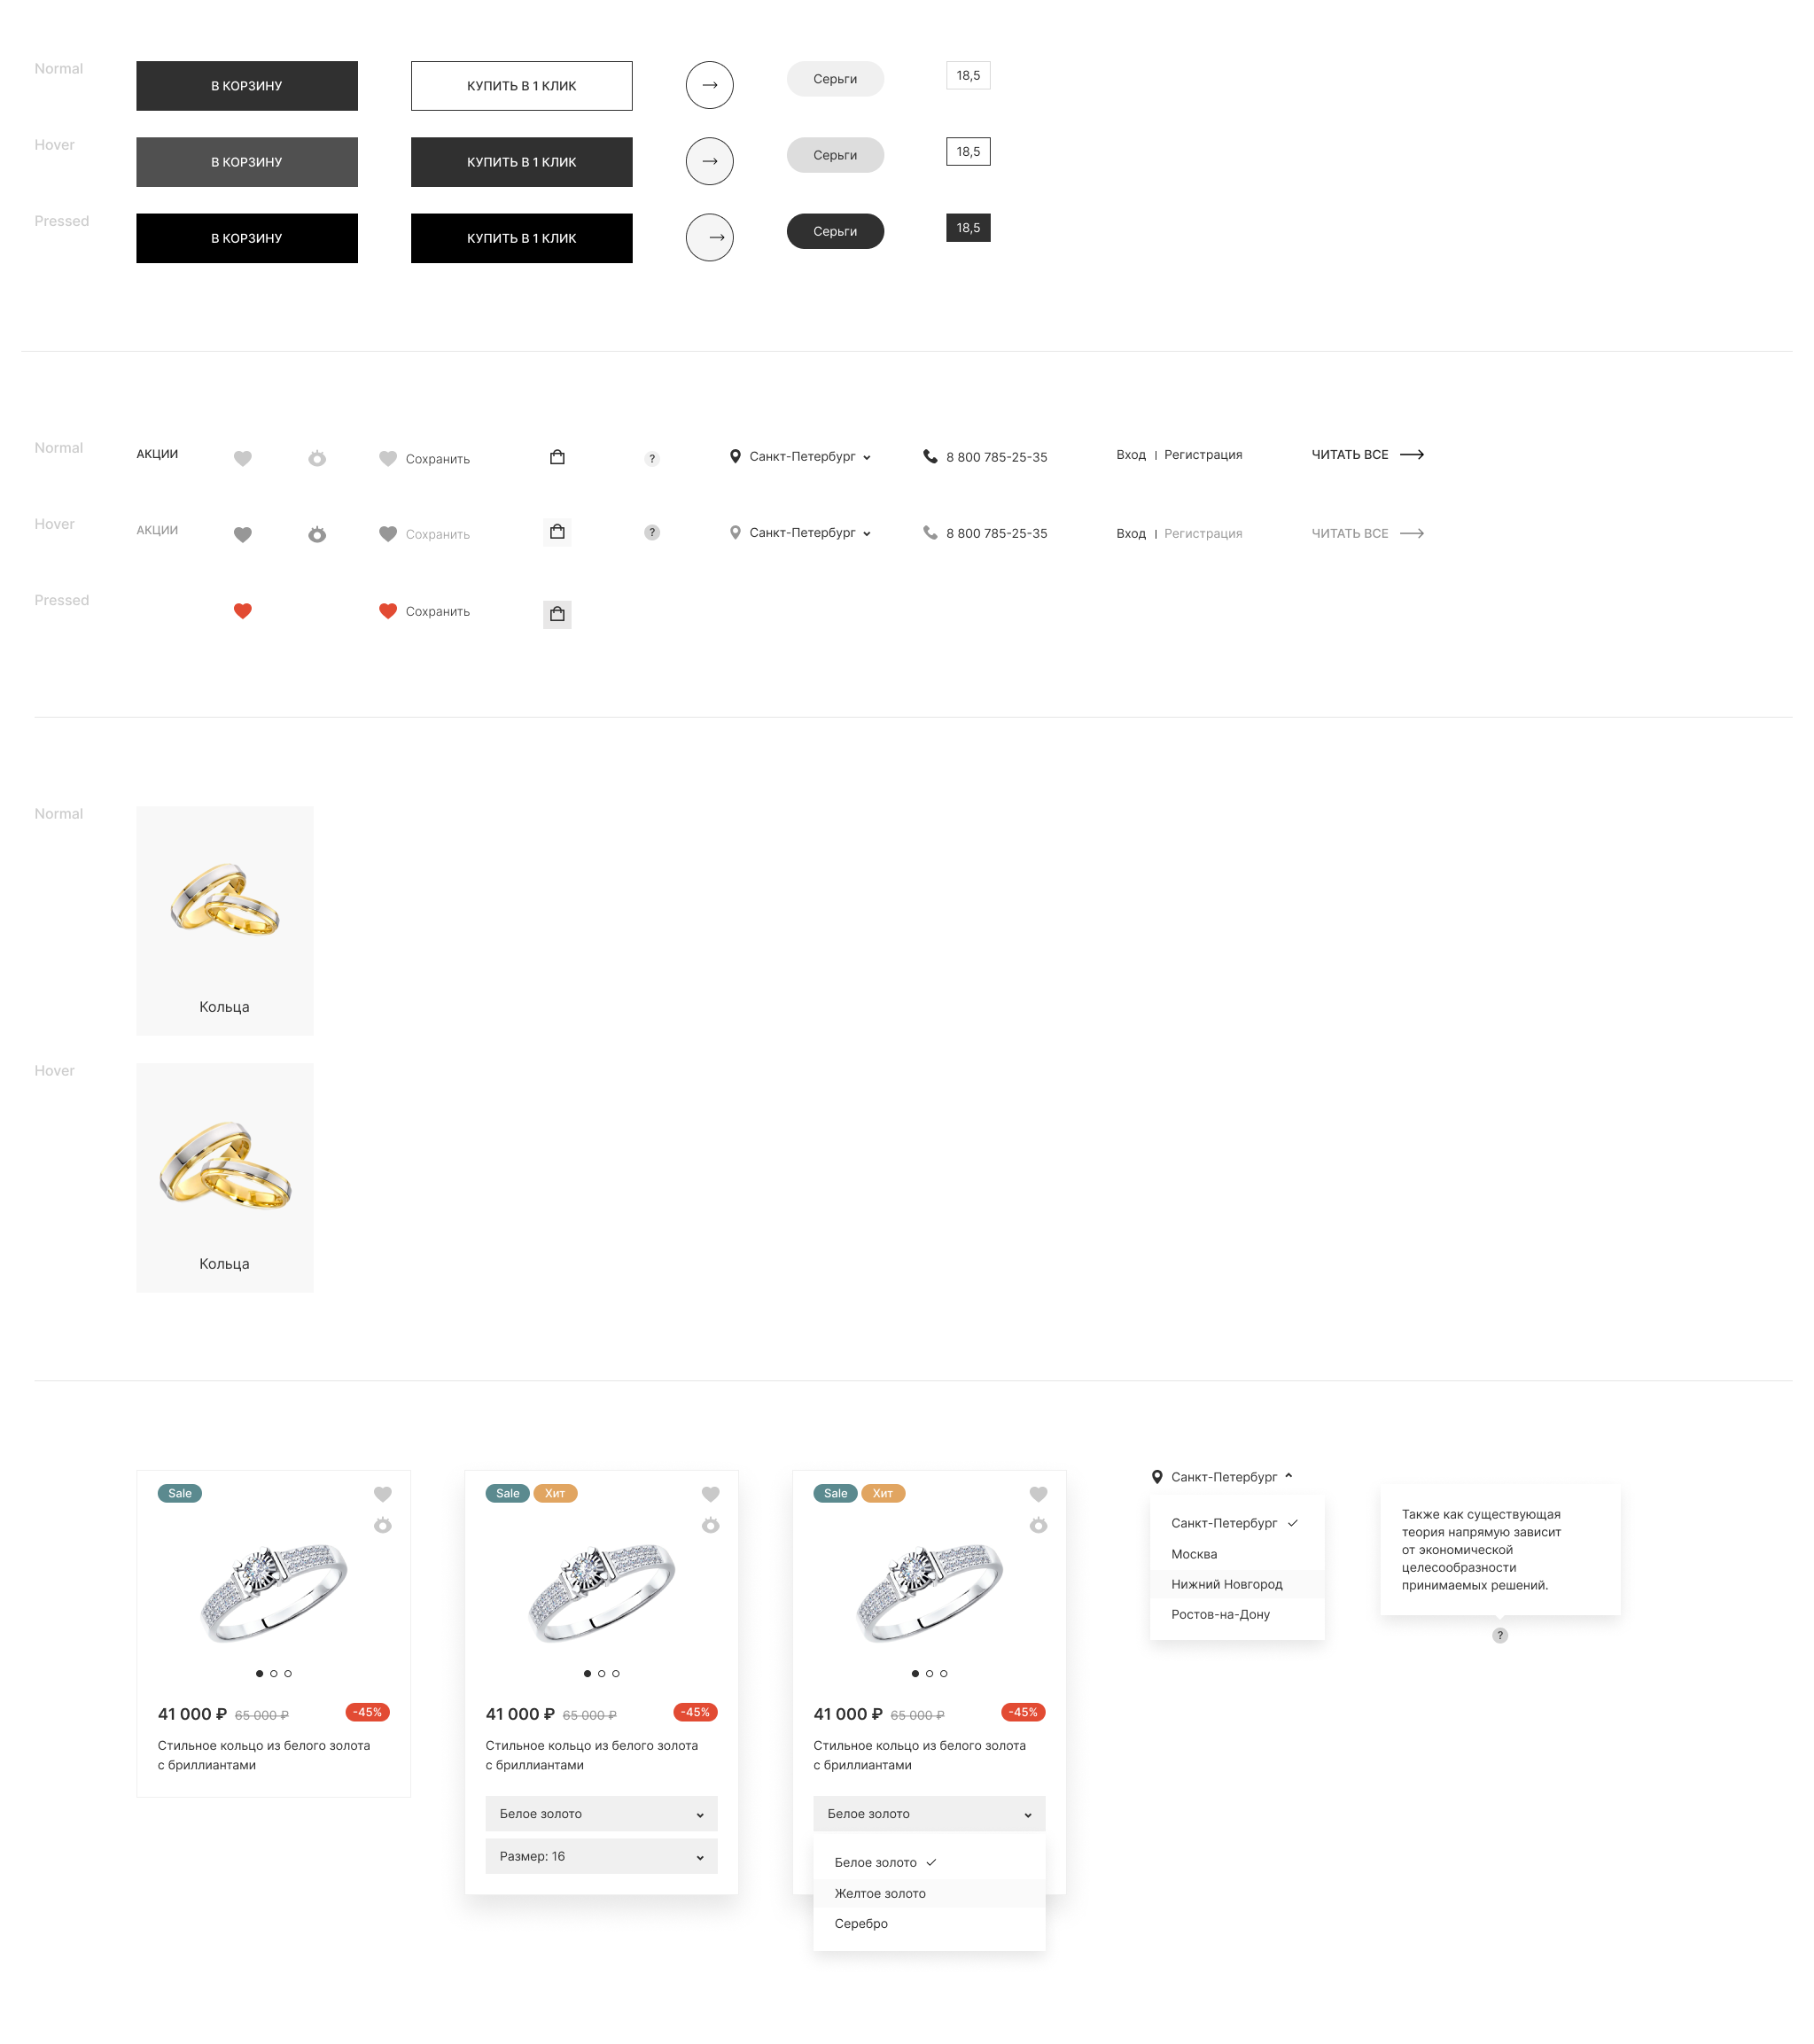 Normal
В КОРЗИНУ
КУПИТЬ В 1 КЛИК
Серьги
18,5
Hover
В КОРЗИНУ
КУПИТЬ В 1 КЛИК
Серьги
18,5
Pressed
В КОРЗИНУ
КУПИТЬ В 1 КЛИК
Серьги
18,5
Normal
АКЦИИ
Сохранить
?
Санкт-Петербург
8 800 785-25-35
Вход | Регистрация
ЧИТАТЬ ВСЕ
Hover
АКЦИИ
Сохранить
?
Санкт-Петербург
8 800 785-25-35
Вход | Регистрация
ЧИТАТЬ ВСЕ
Pressed
Сохранить
Normal
Кольца
Hover
Кольца
Sale
41 000 ₽ 65 000 ₽
-45%
Стильное кольцо из белого золота
с бриллиантами
Sale
Хит
41 000 ₽ 65 000 ₽
-45%
Стильное кольцо из белого золота
с бриллиантами
Белое золото
Размер: 16
Sale
Хит
41 000 ₽ 65 000 ₽
-45%
Стильное кольцо из белого золота
с бриллиантами
Белое золото
Белое золото
Желтое золото
Серебро
Санкт-Петербург
Санкт-Петербург
Москва
Нижний Новгород
Ростов-на-Дону
Также как существующая
теория напрямую зависит
от экономической
целесообразности
принимаемых решений.
?